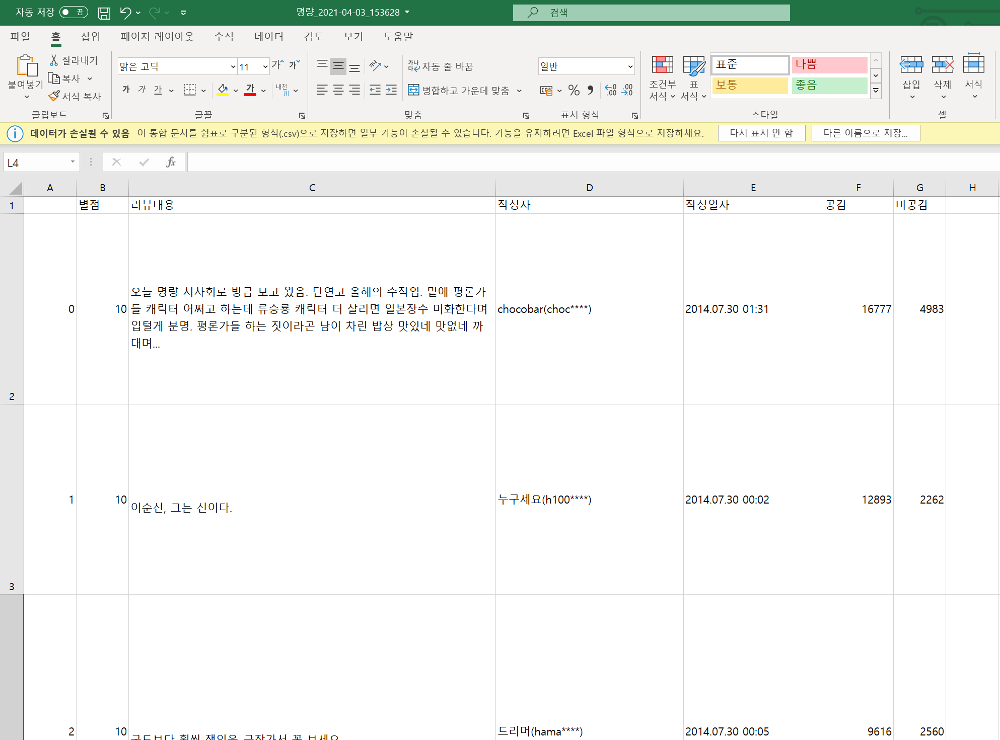 자동 저장 끔 명량_2021-04-03_153628 검색
파일 홈 삽입 페이지 레이아웃 수식 데이터 검토 보기 도움말
붙여넣기
잘라내기
복사
서식 복사
클립보드
맑은 고딕 11 가 가
가 가 가 가 내천
글꼴
가나다 자동 줄 바꿈
병합하고 가운데 맞춤
맞춤
일반
% , .00 .00
표시 형식
조건부 서식
표 서식
표준 나쁨
보통 좋음
스타일
삽입 삭제 서식
셀
데이터가 손실될 수 있음 이 통합 문서를 쉼표로 구분된 형식(.csv)으로 저장하면 일부 기능이 손실될 수 있습니다. 기능을 유지하려면 Excel 파일 형식으로 저장하세요. 다시 표시 안 함 다른 이름으로 저장...
L4 fx
A B C D E F G H
1 별점 리뷰내용 작성자 작성일자 공감 비공감
오늘 명량 시사회로 방금 보고 왔음. 단연코 올해의 수작임. 밑에 평론가
0 10 들 캐릭터 어쩌고 하는데 류승룡 캐릭터 더 살리면 일본장수 미화한다며 chocobar(choc****) 2014.07.30 01:31 16777 4983
입털게 분명. 평론가들 하는 짓이라곤 남이 차린 밥상 맛있네 맛없네 까
대며...
2
1 10 이순신, 그는 신이다. 누구세요(h100****) 2014.07.30 00:02 12893 2262
3
2 10 드리머(hama****) 2014.07.30 00:05 9616 2560